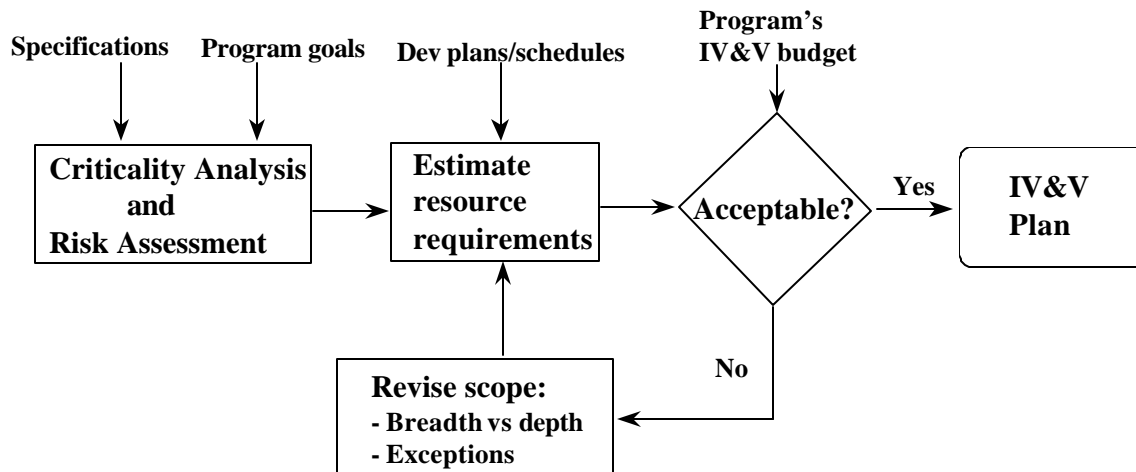 Specifications
Program goals
Dev plans/schedules
Program's
IV&V budget
Criticality Analysis
and
Risk Assessment
Estimate
resource
requirements
Acceptable?
Yes
IV&V
Plan
No
Revise scope:
- Breadth vs depth
- Exceptions